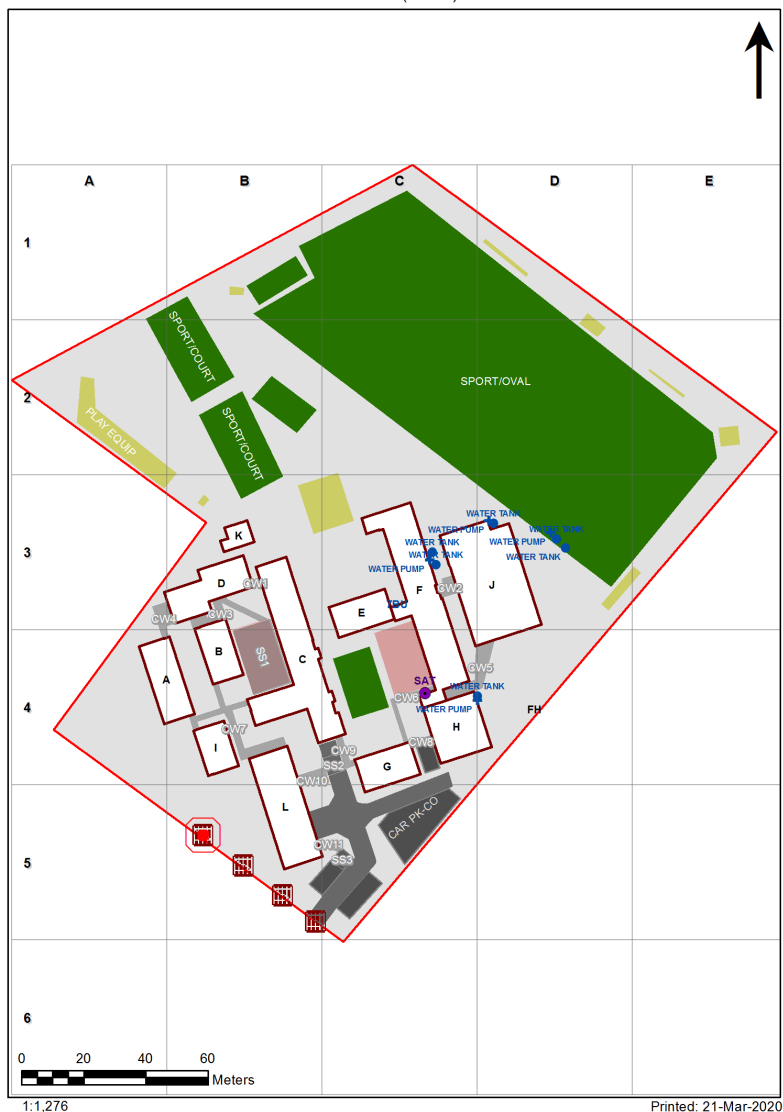 A
B
C
D
E
1
SPORT/COURT
SPORT/OVAL
2
PLAY EQUIP
SPORT/COURT
WATER TANK
K
WATER PUMP
WATER TANK
WATER TANK
WATER PUMP
3
WATER TANK
WATER TANK
WATER PUMP
D
CW1
F
CW2
J
E
CW4
CW3
B
SS1
C
A
SAT
CW5
WATER TANK
CW6
4
WATER PUMP
FH
CW7
H
I
CW8
CW9
SS2
G
CW10
L
CAR PK-CO
CW11
5
SS3
6
0
20
40
60
Meters
1:1,276
Printed: 21-Mar-2020